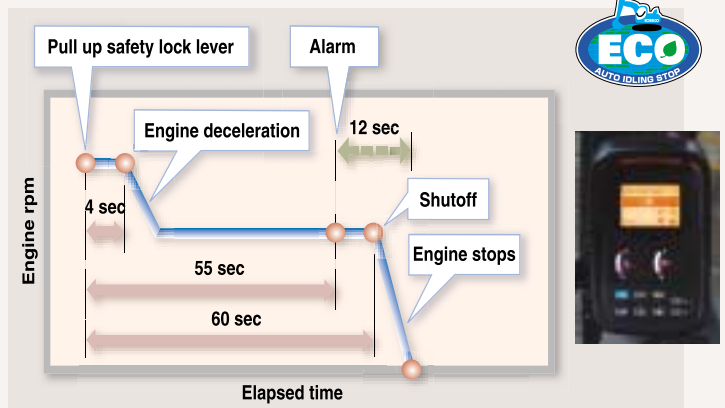 Pull up safety lock lever
Alarm
ECO
AUTO IDLING STOP
Engine deceleration
12 sec
4 sec
Shutoff
Engine stops
55 sec
60 sec
Engine rpm
Elapsed time